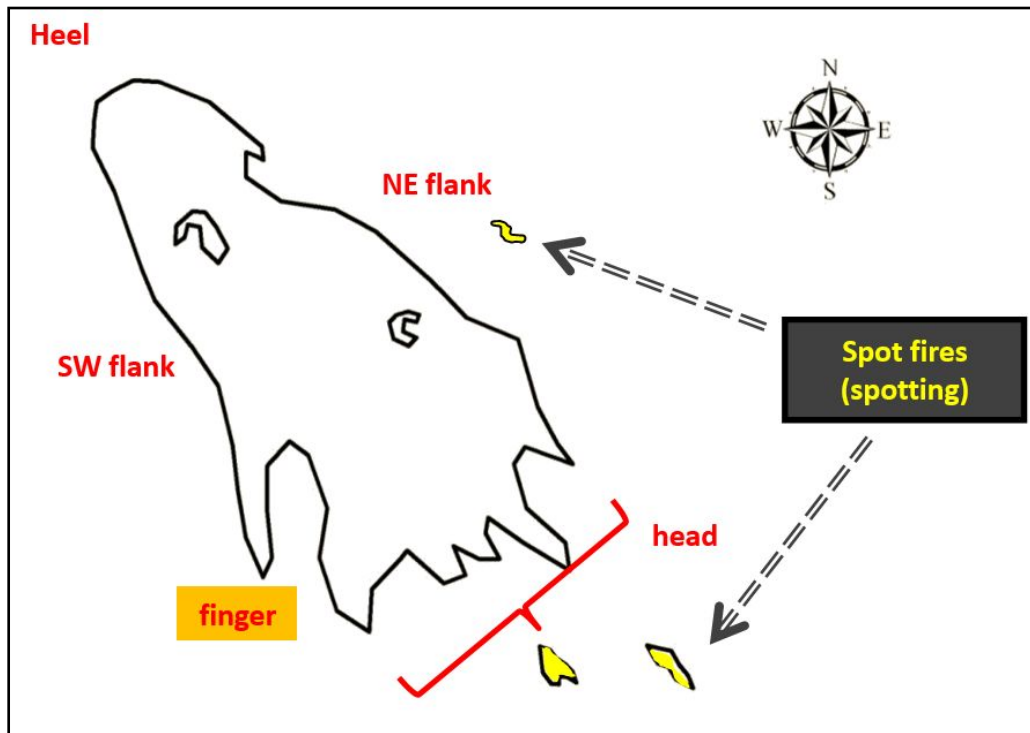 Heel
N
W E
S
NE flank
Spot fires
(spotting)
SW flank
head
finger